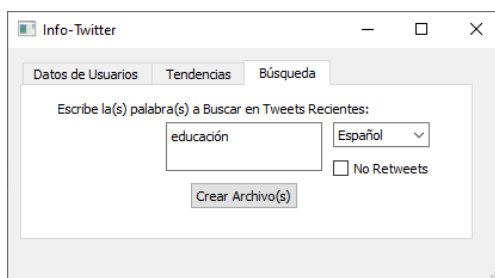 Info-Twitter
Datos de Usuarios Tendencias Búsqueda
Escribe la(s) palabra(s) a Buscar en Tweets Recientes:
educación Español
No Retweets
Crear Archivo(s)